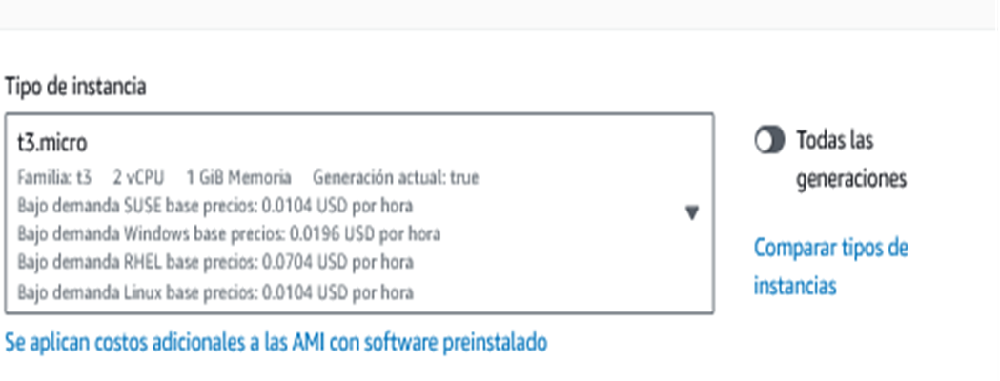 Tipo de instancia
t3.micro
Familia: t3 2 vCPU 1 GiB Memoria Generación actual: true
Bajo demanda SUSE base precios: 0.0104 USD por hora
Bajo demanda Windows base precios: 0.0196 USD por hora
Bajo demanda RHEL base precios: 0.0704 USD por hora
Bajo demanda Linux base precios: 0.0104 USD por hora
Todas las
generaciones
Comparar tipos de
instancias
Se aplican costos adicionales a las AMI con software preinstalado